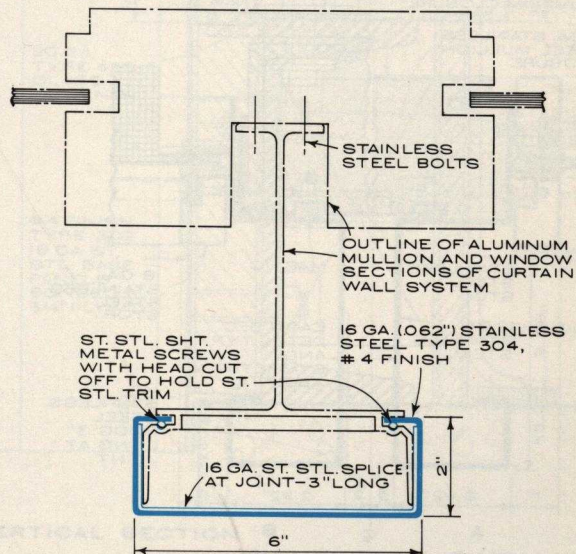 STAINLESS
STEEL BOLTS
OUTLINE OF ALUMINUM
MULLION AND WINDOW
SECTIONS OF CURTAIN
WALL SYSTEM
ST. STL. SHT.
METAL SCREWS
WITH HEAD CUT
OFF TO HOLD ST.
STL. TRIM
16 GA. (.062") STAINLESS
STEEL TYPE 304,
# 4 FINISH
16 GA. ST. STL. SPLICE
AT JOINT-3" LONG
2"
6"
VERTICAL SECTION